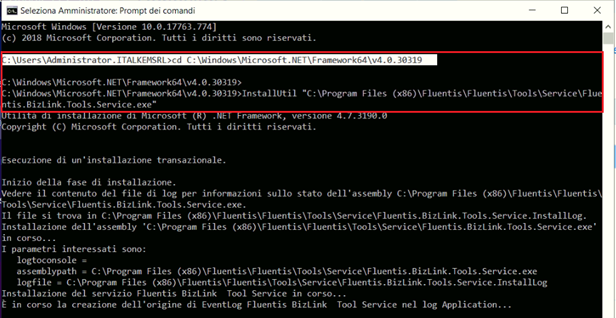 Seleziona Amministratore: Prompt dei comandi
Microsoft Windows [Versione 10.0.17763.774]
(c) 2018 Microsoft Corporation. Tutti i diritti sono riservati.
C:\Users\Administrator.ITALKEMSRL>cd C:\Windows\Microsoft.NET\Framework64\v4.0.30319
C:\Windows\Microsoft.NET\Framework64\v4.0.30319>
C:\Windows\Microsoft.NET\Framework64\v4.0.30319>InstallUtil "C:\Program Files (x86)\Fluentis\Fluentis\Tools\Service\Flue
ntis.BizLink.Tools.Service.exe"
Utilità di installazione di Microsoft (R) .NET Framework, versione 4.7.3190.0
Copyright (C) Microsoft Corporation. Tutti i diritti riservati.
Esecuzione di un'installazione transazionale.
Inizio della fase di installazione.
Vedere il contenuto del file di log per informazioni sullo stato dell'assembly C:\Program Files (x86)\Fluentis\Fluentis\
Tools\Service\Fluentis.BizLink.Tools.Service.exe.
Il file si trova in C:\Program Files (x86)\Fluentis\Fluentis\Tools\Service\Fluentis.BizLink.Tools.Service.InstallLog.
Installazione dell'assembly 'C:\Program Files (x86)\Fluentis\Fluentis\Tools\Service\Fluentis.BizLink.Tools.Service.exe'
in corso...
I parametri interessati sono:
logtoconsole =
assemblypath = C:\Program Files (x86)\Fluentis\Fluentis\Tools\Service\Fluentis.BizLink.Tools.Service.exe
logfile = C:\Program Files (x86)\Fluentis\Fluentis\Tools\Service\Fluentis.BizLink.Tools.Service.InstallLog
Installazione del servizio Fluentis BizLink  Tool Service in corso...
È in corso la creazione dell'origine di EventLog Fluentis BizLink  Tool Service nel log Application...